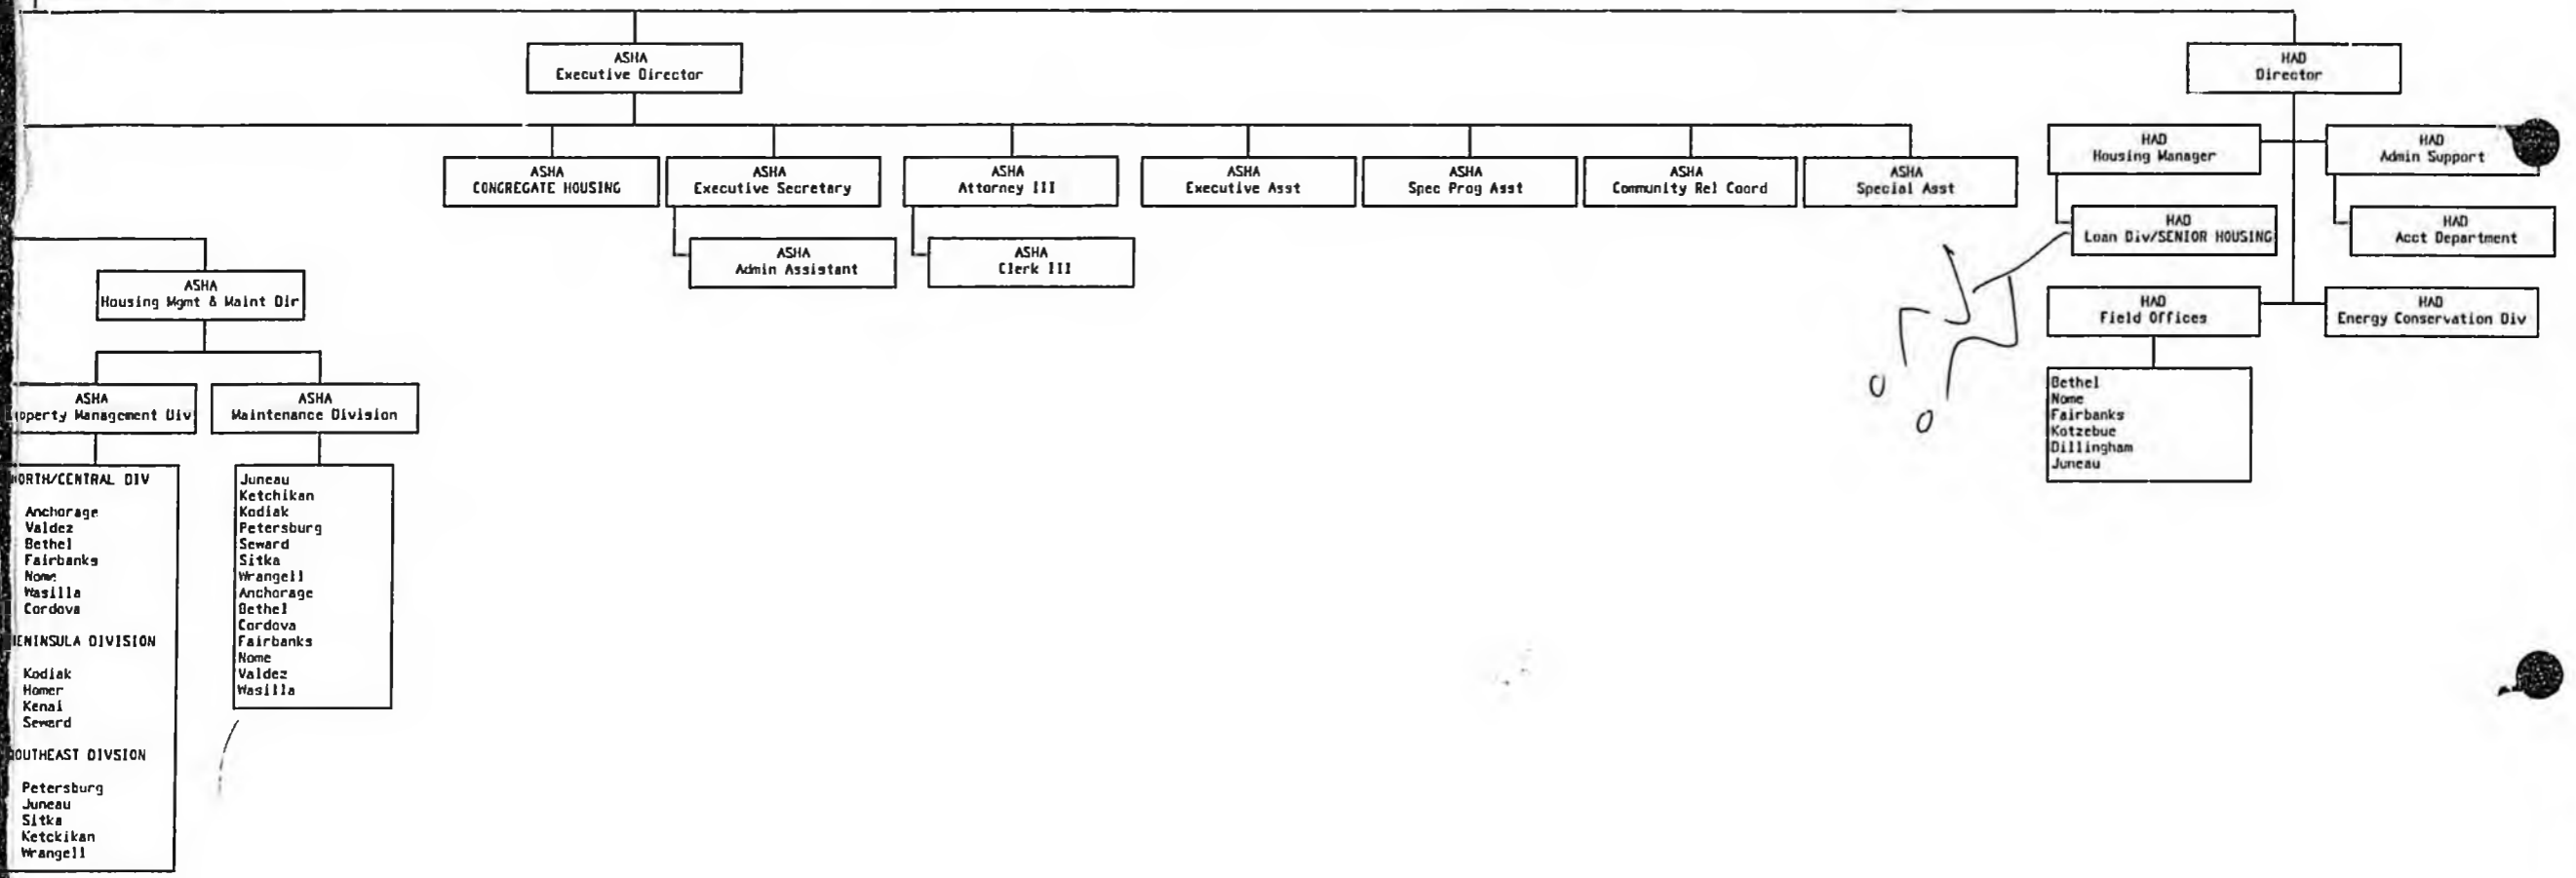 ASHA
Executive Director
HAD
Director
ASHA
CONGREGATE HOUSING
ASHA
Executive Secretary
ASHA
Attorney III
ASHA
Executive Asst
ASHA
Spec Prog Asst
ASHA
Community Rel Coord
ASHA
Special Asst
HAD
Housing Manager
HAD
Admin Support
ASHA
Admin Assistant
ASHA
Clerk III
HAD
Loan Div/SENIOR HOUSING
HAD
Acct Department
ASHA
Housing Mgmt & Maint Dir
HAD
Field Offices
HAD
Energy Conservation Div
Bethel
Nome
Fairbanks
Kotzebue
Dillingham
Juneau
ASHA
operty Management Div
ASHA
Maintenance Division
NORTH/CENTRAL DIV
Anchorage
Valdez
Bethel
Fairbanks
Nome
Wasilla
Cordova
ENINSULA DIVISION
Kodiak
Homer
Kenai
Seward
OUTHEAST DIVSION
Petersburg
Juneau
Sitka
Ketckikan
Wrangell
Juneau
Ketchikan
Kodiak
Petersburg
Seward
Sitka
Wrangell
Anchorage
Bethel
Cordova
Fairbanks
Nome
Valdez
Wasilla